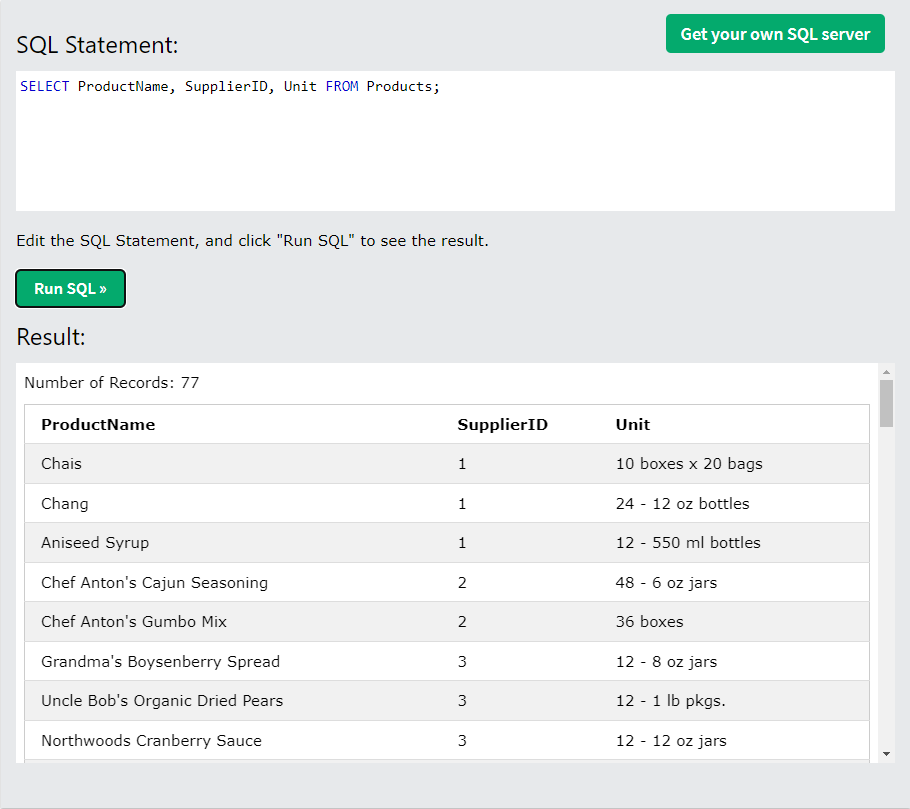 SQL Statement:
Get your own SQL server
SELECT ProductName, SupplierID, Unit FROM Products;
Edit the SQL Statement, and click "Run SQL" to see the result.
Run SQL »
Result:
Number of Records: 77
ProductName SupplierID Unit
Chais 1 10 boxes x 20 bags
Chang 1 24 - 12 oz bottles
Aniseed Syrup 1 12 - 550 ml bottles
Chef Anton's Cajun Seasoning 2 48 - 6 oz jars
Chef Anton's Gumbo Mix 2 36 boxes
Grandma's Boysenberry Spread 3 12 - 8 oz jars
Uncle Bob's Organic Dried Pears 3 12 - 1 lb pkgs.
Northwoods Cranberry Sauce 3 12 - 12 oz jars